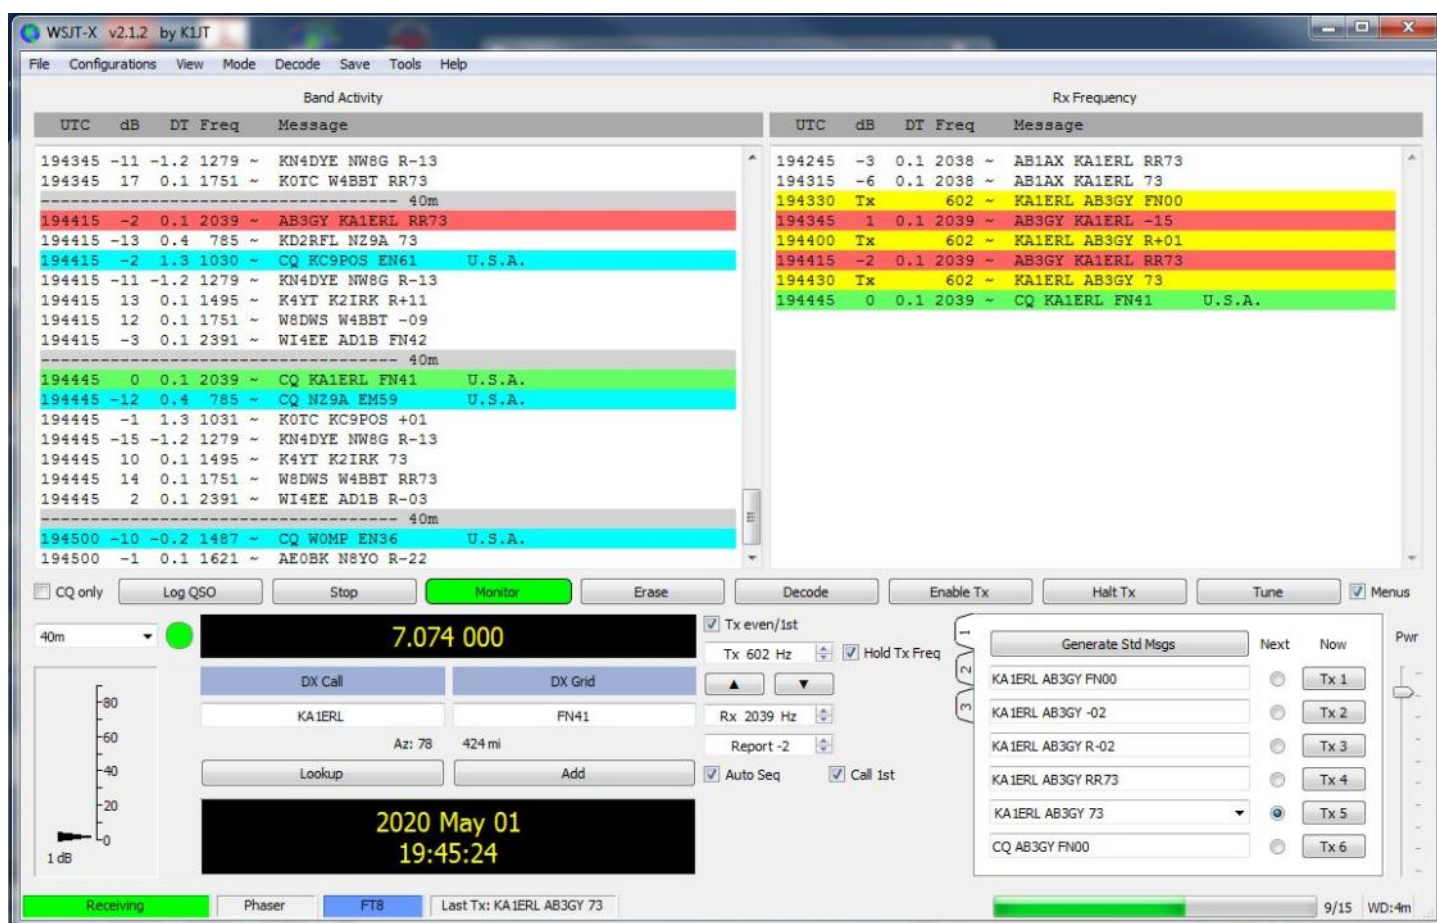 WSJT-X v2.1.2 by K1JT
File Configurations View Mode Decode Save Tools Help
Band Activity
UTC dB DT Freq Message
194345 -11 -1.2 1279 ~ KN4DYE NW8G R-13
194345 17 0.1 1751 ~ K0TC W4BBT RR73
------------------------------------ 40m
194415 -2 0.1 2039 ~ AB3GY KA1ERL RR73
194415 -13 0.4 785 ~ KD2RFL NZ9A 73
194415 -2 1.3 1030 ~ CQ KC9POS EN61 U.S.A.
194415 -11 -1.2 1279 ~ KN4DYE NW8G R-13
194415 13 0.1 1495 ~ K4YT K2IRK R+11
194415 12 0.1 1751 ~ W8DWS W4BBT -09
194415 -3 0.1 2391 ~ WI4EE AD1B FN42
------------------------------------ 40m
194445 0 0.1 2039 ~ CQ KA1ERL FN41 U.S.A.
194445 -12 0.4 785 ~ CQ NZ9A EM59 U.S.A.
194445 -1 1.3 1031 ~ K0TC KC9POS +01
194445 -15 -1.2 1279 ~ KN4DYE NW8G R-13
194445 10 0.1 1495 ~ K4YT K2IRK 73
194445 14 0.1 1751 ~ W8DWS W4BBT RR73
194445 2 0.1 2391 ~ WI4EE AD1B R-03
------------------------------------ 40m
194500 -10 -0.2 1487 ~ CQ W0MP EN36 U.S.A.
194500 -1 0.1 1621 ~ AE0BK N8YO R-22
Rx Frequency
UTC dB DT Freq Message
194245 -3 0.1 2038 ~ AB1AX KA1ERL RR73
194315 -6 0.1 2038 ~ AB1AX KA1ERL 73
194330 Tx 602 ~ KA1ERL AB3GY FN00
194345 1 0.1 2039 ~ AB3GY KA1ERL -15
194400 Tx 602 ~ KA1ERL AB3GY R+01
194415 -2 0.1 2039 ~ AB3GY KA1ERL RR73
194430 Tx 602 ~ KA1ERL AB3GY 73
194445 0 0.1 2039 ~ CQ KA1ERL FN41 U.S.A.
CQ only Log QSO Stop Monitor Erase Decode Enable Tx Halt Tx Tune Menus
40m
7.074 000
DX Call DX Grid
KA1ERL FN41
Az: 78 424 mi
Lookup Add
2020 May 01
19:45:24
-80
-60
-40
-20
-0
1 dB
Tx even/1st
Tx 602 Hz Hold Tx Freq
▲ ▼
Rx 2039 Hz
Report -2
Auto Seq Call 1st
1
2
3
Generate Std Msgs Next Now Pwr
KA1ERL AB3GY FN00 Tx 1
KA1ERL AB3GY -02 Tx 2
KA1ERL AB3GY R-02 Tx 3
KA1ERL AB3GY RR73 Tx 4
KA1ERL AB3GY 73 Tx 5
CQ AB3GY FN00 Tx 6
Receiving Phaser FT8 Last Tx: KA1ERL AB3GY 73 9/15 WD:4m